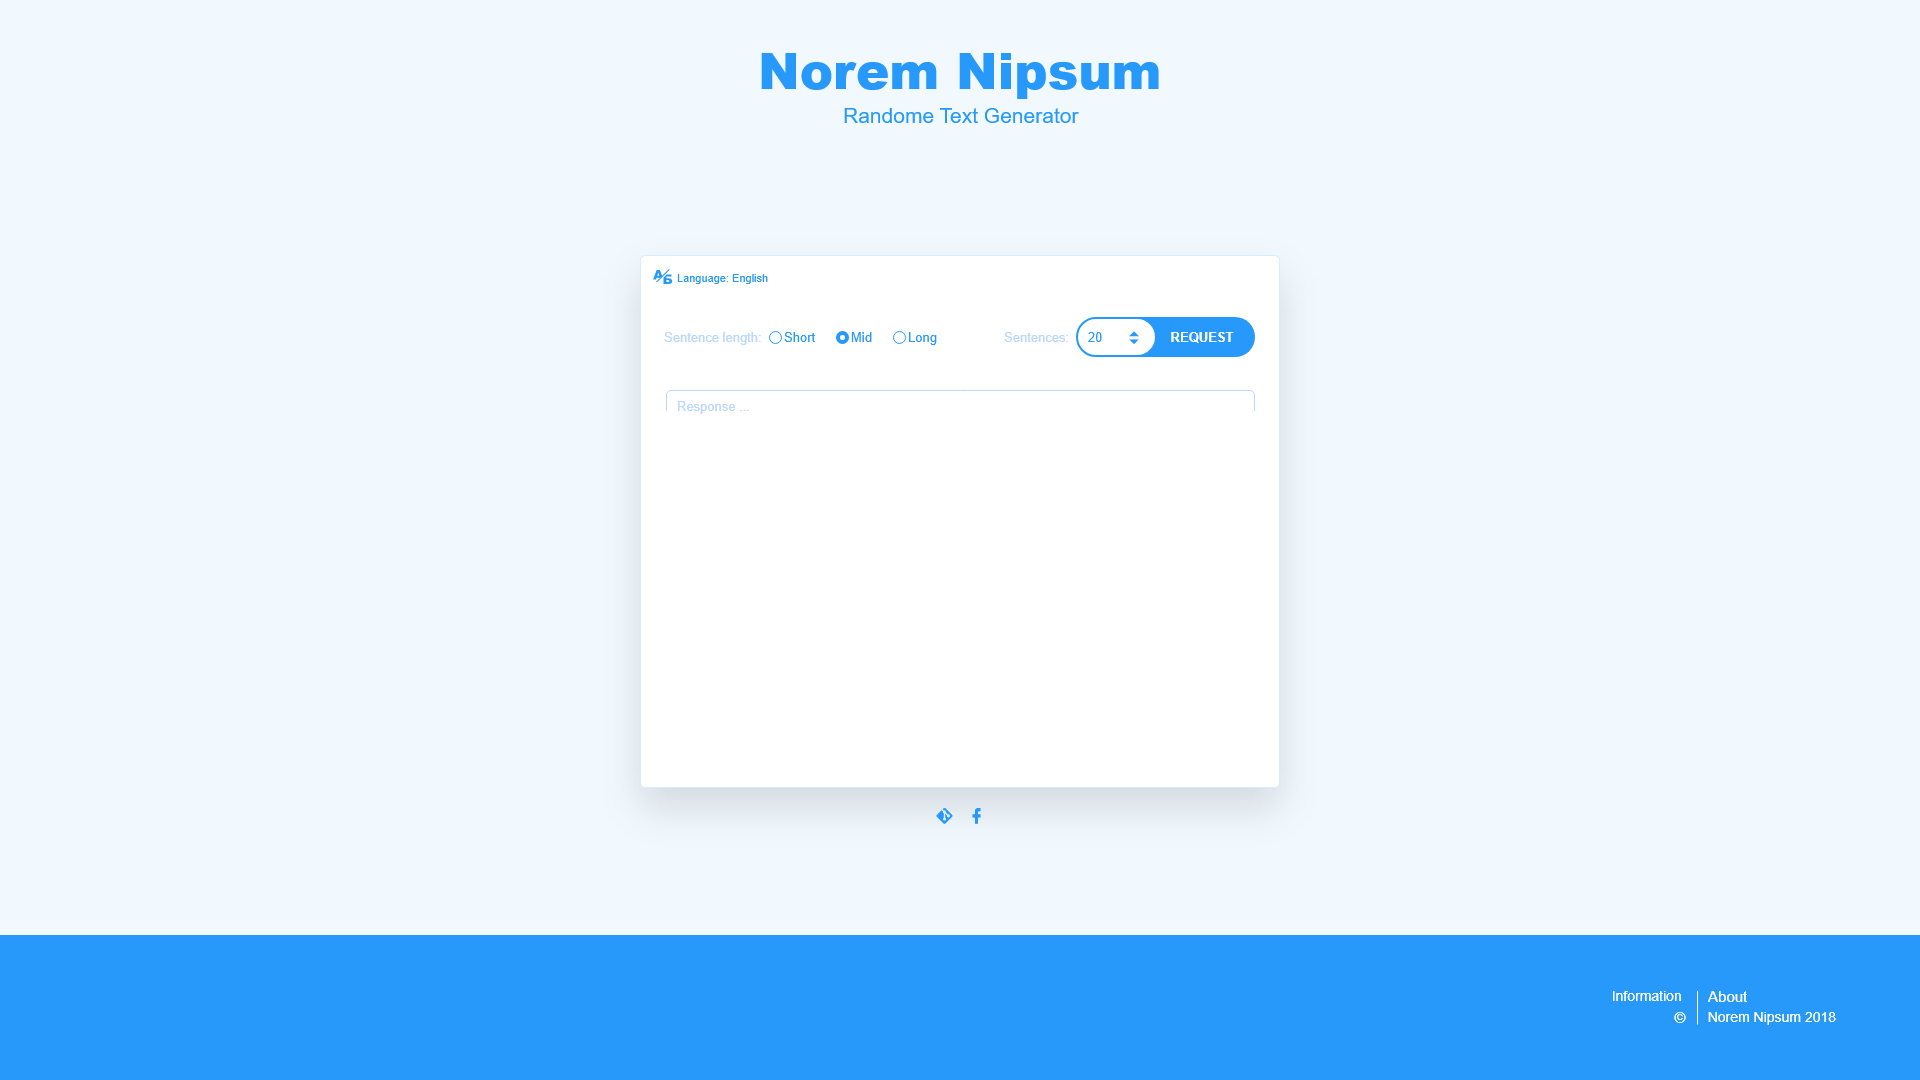 Norem Nipsum
Randome Text Generator
Language: English
Sentence length: Short Mid Long Sentences: 20 REQUEST
Response ...
Information About
© Norem Nipsum 2018